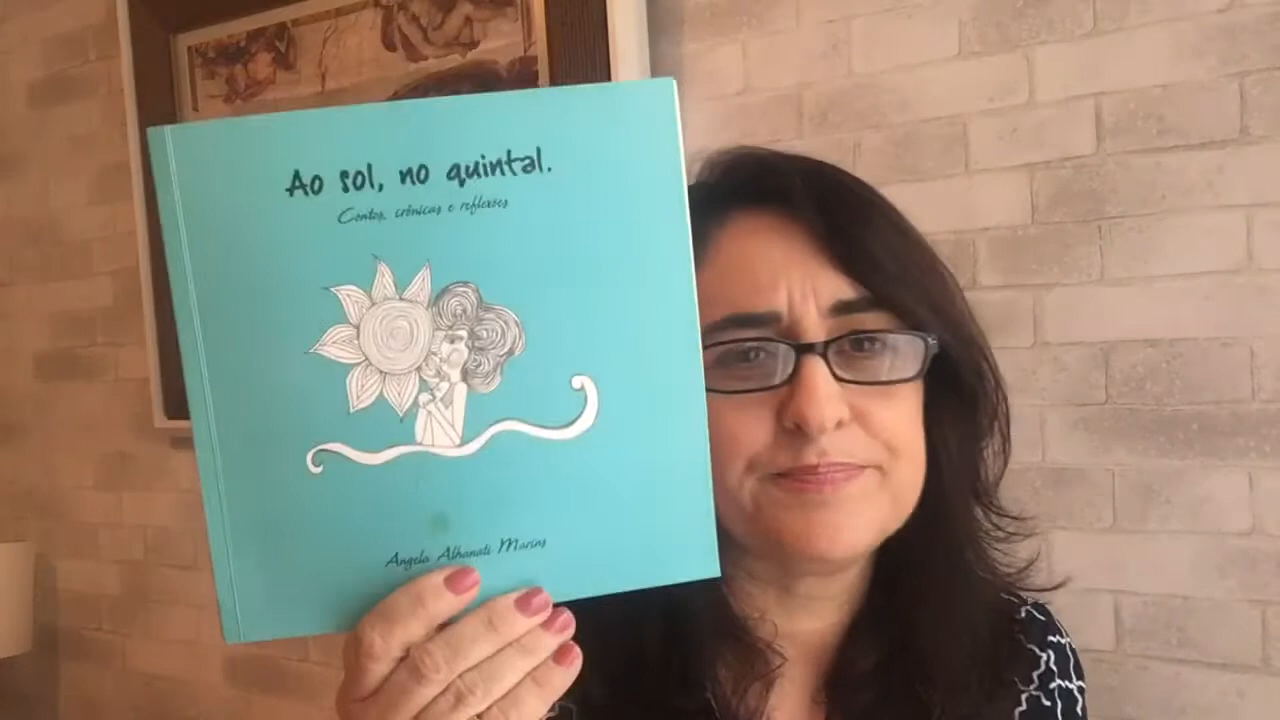 Ao sol, no quintal.
Contos, crônicas e reflexões
Angela Alhanati Marins